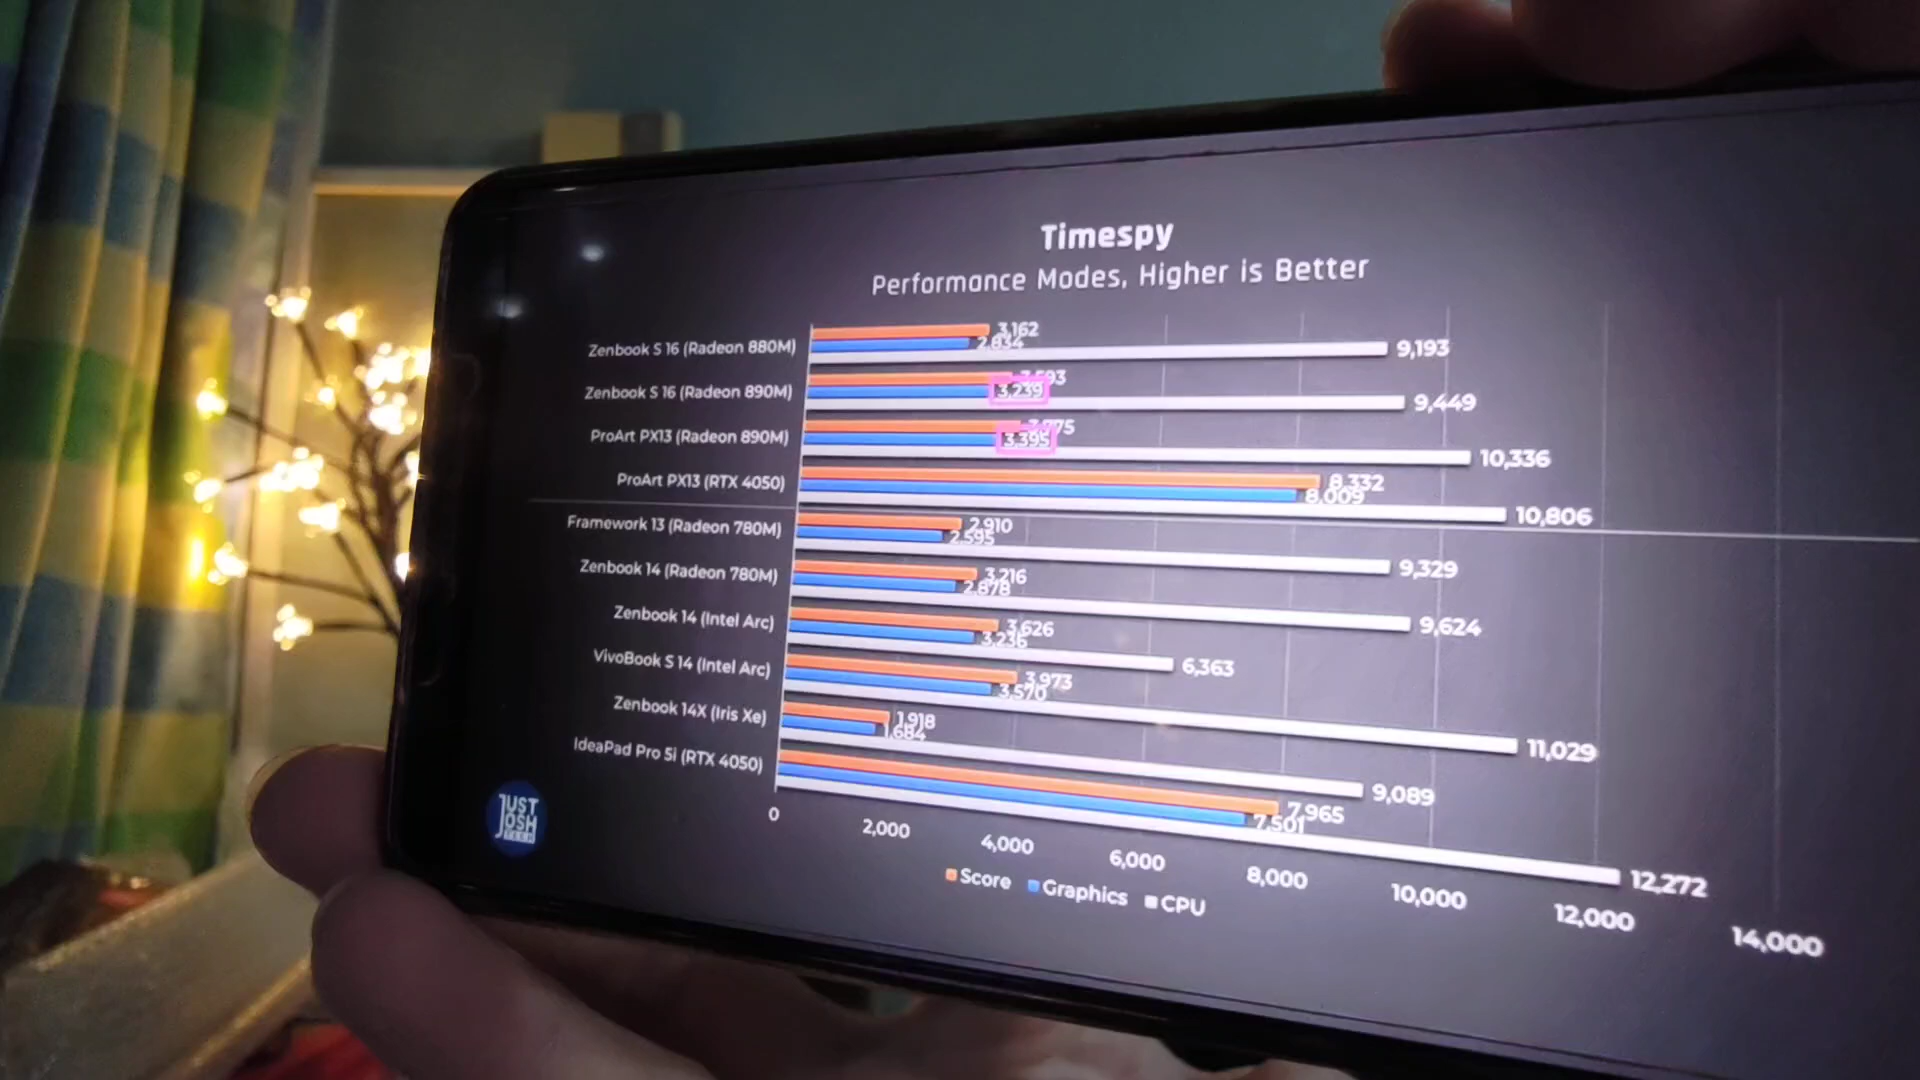 Timespy
Performance Modes, Higher is Better
Zenbook S 16 (Radeon 880M) 3,162 2,834 9,193
Zenbook S 16 (Radeon 890M) 3,239 9,449
ProArt PX13 (Radeon 890M) 3,395 10,336
ProArt PX13 (RTX 4050) 8,332 8,009 10,806
Framework 13 (Radeon 780M) 2,910 2,595 9,329
Zenbook 14 (Radeon 780M) 3,216 2,878 9,624
Zenbook 14 (Intel Arc) 3,626 3,236 6,363
VivoBook S 14 (Intel Arc) 3,973 3,570 11,029
Zenbook 14X (Iris Xe) 1,918 1,684 9,089
IdeaPad Pro 5i (RTX 4050) 7,965 7,501 12,272
0 2,000 4,000 6,000 8,000 10,000 12,000 14,000
Score Graphics CPU
JUST
JOSH
TECH